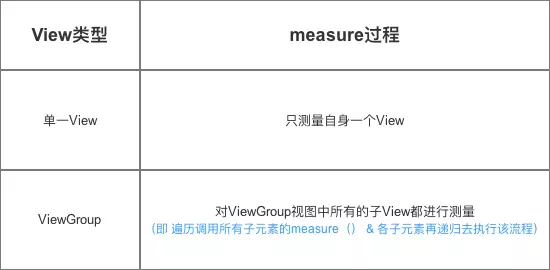 View类型
measure过程
单一View
只测量自身一个View
ViewGroup
对ViewGroup视图中所有的子View都进行测量
（即 遍历调用所有子元素的measure（） & 各子元素再递归去执行该流程）